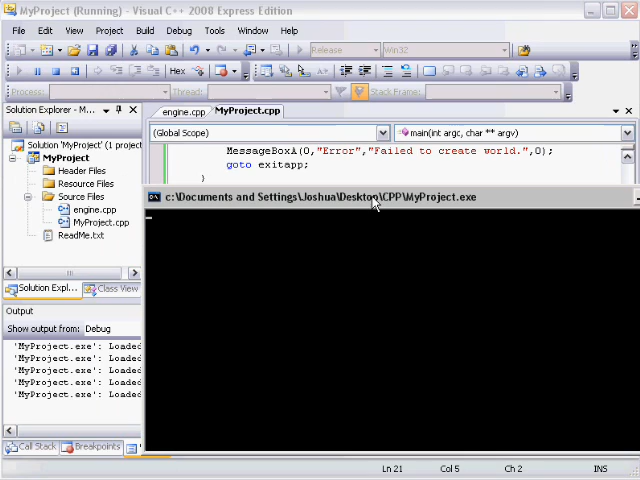 MyProject (Running) - Visual C++ 2008 Express Edition
File Edit View Project Build Debug Tools Window Help
Release Win32
Hex
Process: Thread: Stack Frame:
Solution Explorer - M...
engine.cpp MyProject.cpp
(Global Scope) main(int argc, char ** argv)
Solution 'MyProject' (1 project
MyProject
Header Files
Resource Files
Source Files
engine.cpp
MyProject.cpp
ReadMe.txt
MessageBoxA(0,"Error","Failed to create world.",0);
goto exitapp;
}
c:\Documents and Settings\Joshua\Desktop\CPP\MyProject.exe
Solution Expl... Class View
Output
Show output from: Debug
'MyProject.exe': Loaded
'MyProject.exe': Loaded
'MyProject.exe': Loaded
'MyProject.exe': Loaded
'MyProject.exe': Loaded
Call Stack Breakpoints
Ln 21 Col 5 Ch 2 INS